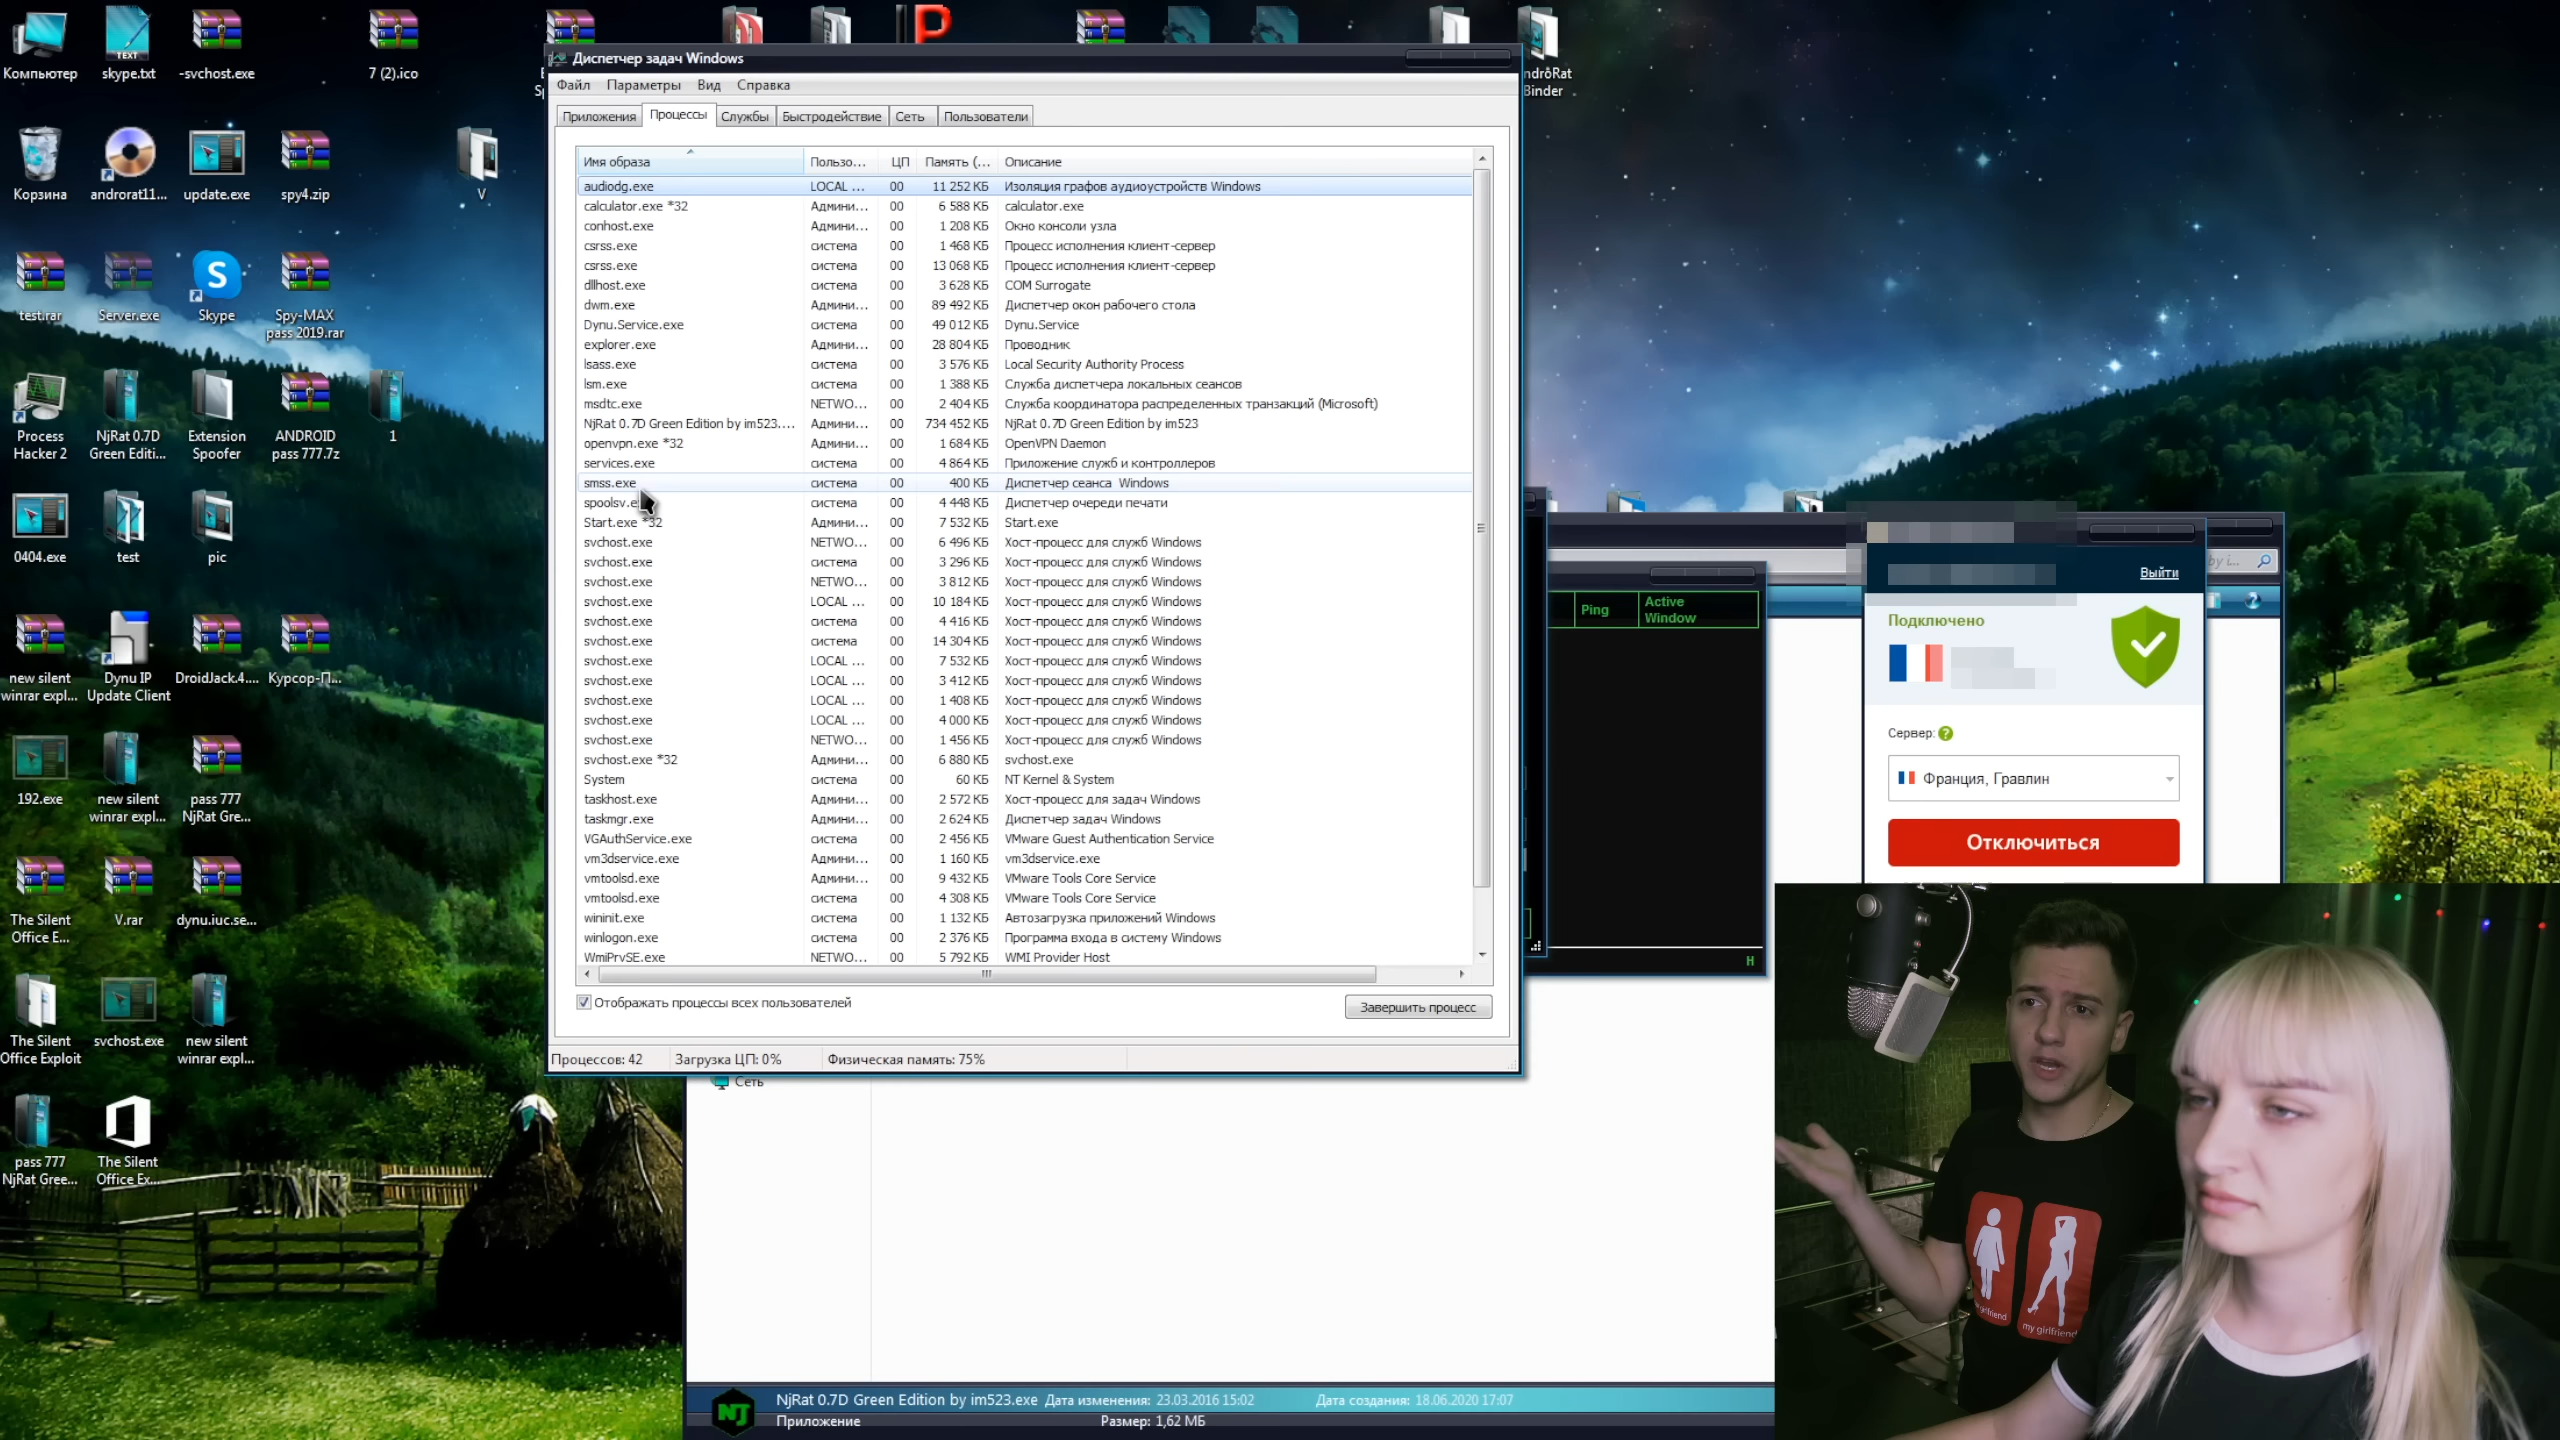 Компьютер
skype.txt
-svchost.exe
7 (2).ico
ndroRat
Binder
Корзина
androrat11...
update.exe
spy4.zip
V
test.rar
Server.exe
Skype
Spy-MAX
pass 2019.rar
Process
Hacker 2
NjRat 0.7D
Green Editi...
Extension
Spoofer
ANDROID
pass 777.7z
1
0404.exe
test
pic
new silent
winrar expl...
Dynu IP
Update Client
DroidJack.4....
Курсор-П...
192.exe
new silent
winrar expl...
pass 777
NjRat Gre...
The Silent
Office E...
V.rar
dynu.iuc.se...
The Silent
Office Exploit
svchost.exe
new silent
winrar expl...
pass 777
NjRat Gree...
The Silent
Office Ex...
Диспетчер задач Windows
Файл Параметры Вид Справка
Приложения Процессы Службы Быстродействие Сеть Пользователи
Имя образа Пользо... ЦП Память (... Описание
audiodg.exe LOCAL ... 00 11 252 КБ Изоляция графов аудиоустройств Windows
calculator.exe *32 Админи... 00 6 588 КБ calculator.exe
conhost.exe Админи... 00 1 208 КБ Окно консоли узла
csrss.exe система 00 1 468 КБ Процесс исполнения клиент-сервер
csrss.exe система 00 13 068 КБ Процесс исполнения клиент-сервер
dllhost.exe система 00 3 628 КБ COM Surrogate
dwm.exe Админи... 00 89 492 КБ Диспетчер окон рабочего стола
Dynu.Service.exe система 00 49 012 КБ Dynu.Service
explorer.exe Админи... 00 28 804 КБ Проводник
lsass.exe система 00 3 576 КБ Local Security Authority Process
lsm.exe система 00 1 388 КБ Служба диспетчера локальных сеансов
msdtc.exe NETWO... 00 2 404 КБ Служба координатора распределенных транзакций (Microsoft)
NjRat 0.7D Green Edition by im523.... Админи... 00 734 452 КБ NjRat 0.7D Green Edition by im523
openvpn.exe *32 Админи... 00 1 684 КБ OpenVPN Daemon
services.exe система 00 4 864 КБ Приложение служб и контроллеров
smss.exe система 00 400 КБ Диспетчер сеанса Windows
spoolsv.e система 00 4 448 КБ Диспетчер очереди печати
Start.exe *32 Админи... 00 7 532 КБ Start.exe
svchost.exe NETWO... 00 6 496 КБ Хост-процесс для служб Windows
svchost.exe система 00 3 296 КБ Хост-процесс для служб Windows
svchost.exe NETWO... 00 3 812 КБ Хост-процесс для служб Windows
svchost.exe LOCAL ... 00 10 184 КБ Хост-процесс для служб Windows
svchost.exe система 00 4 416 КБ Хост-процесс для служб Windows
svchost.exe система 00 14 304 КБ Хост-процесс для служб Windows
svchost.exe LOCAL ... 00 7 532 КБ Хост-процесс для служб Windows
svchost.exe LOCAL ... 00 3 412 КБ Хост-процесс для служб Windows
svchost.exe LOCAL ... 00 1 408 КБ Хост-процесс для служб Windows
svchost.exe LOCAL ... 00 4 000 КБ Хост-процесс для служб Windows
svchost.exe NETWO... 00 1 456 КБ Хост-процесс для служб Windows
svchost.exe *32 Админи... 00 6 880 КБ svchost.exe
System система 00 60 КБ NT Kernel & System
taskhost.exe Админи... 00 2 572 КБ Хост-процесс для задач Windows
taskmgr.exe Админи... 00 2 624 КБ Диспетчер задач Windows
VGAuthService.exe система 00 2 456 КБ VMware Guest Authentication Service
vm3dservice.exe Админи... 00 1 160 КБ vm3dservice.exe
vmtoolsd.exe Админи... 00 9 432 КБ VMware Tools Core Service
vmtoolsd.exe система 00 4 308 КБ VMware Tools Core Service
wininit.exe система 00 1 132 КБ Автозагрузка приложений Windows
winlogon.exe система 00 2 376 КБ Программа входа в систему Windows
WmiPrvSE.exe NETWO... 00 5 792 КБ WMI Provider Host
Отображать процессы всех пользователей
Завершить процесс
Процессов: 42 Загрузка ЦП: 0% Физическая память: 75%
Сеть
Ping
Active
Window
H
by i...
Выйти
Подключено
Сервер:
Франция, Гравлин
Отключиться
girlfriend
my girlfriend
NJ
NjRat 0.7D Green Edition by im523.exe Дата изменения: 23.03.2016 15:02 Дата создания: 18.06.2020 17:07
Приложение Размер: 1,62 МБ